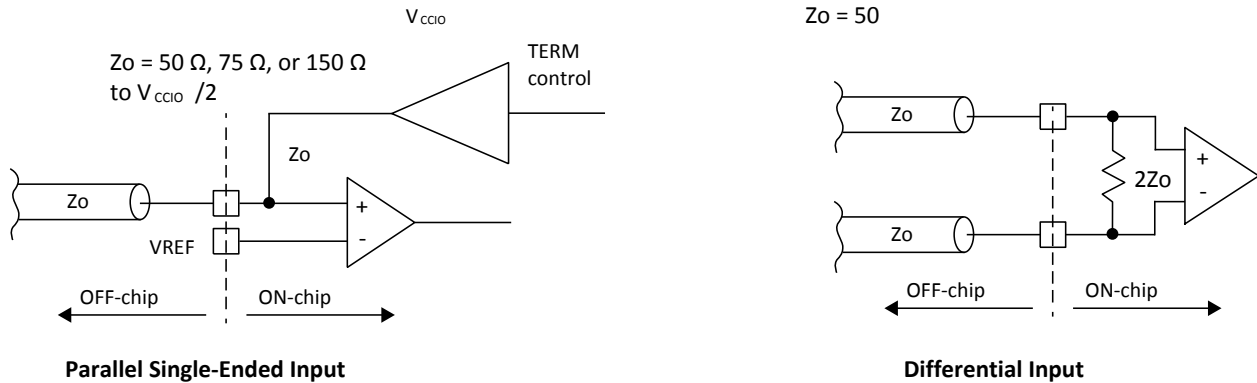 V CCIO
Zo = 50 Ω, 75 Ω, or 150 Ω
to V CCIO /2
TERM
control
Zo
Zo
+
-
VREF
OFF-chip
ON-chip
Parallel Single-Ended Input
Zo = 50
Zo
+
-
2Zo
Zo
OFF-chip
ON-chip
Differential Input